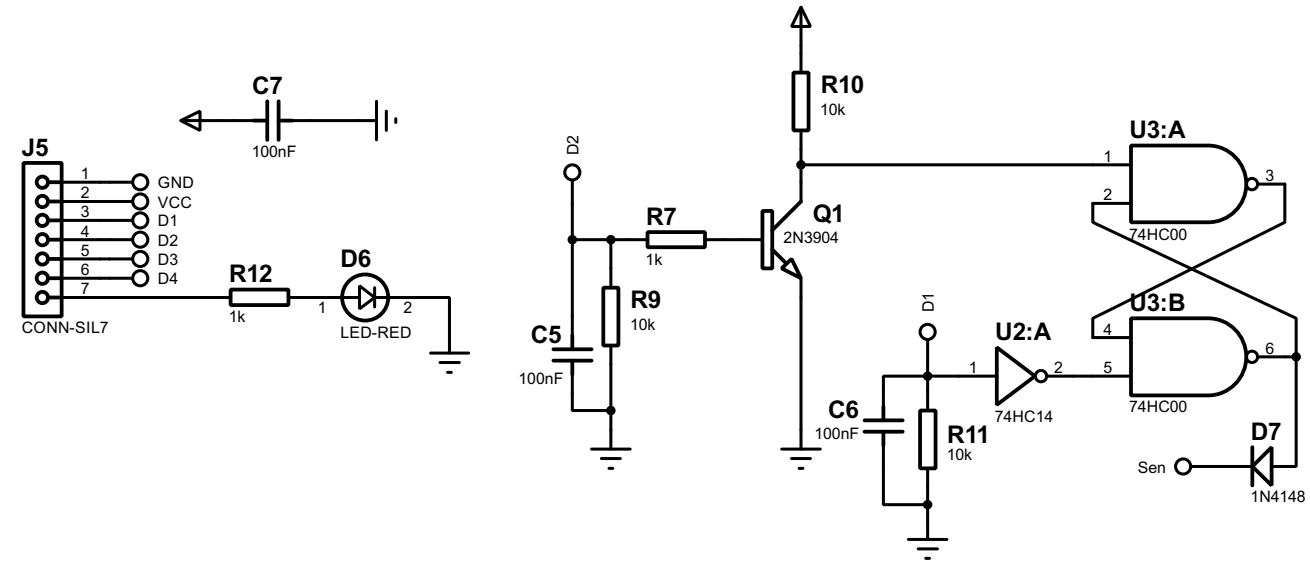 C7
100nF
J5
1
GND
2
VCC
3
D1
4
D2
5
D3
6
D4
7
CONN-SIL7
R12
1k
D6
1
2
LED-RED
D2
R7
1k
R9
10k
C5
100nF
R10
10k
Q1
2N3904
D1
U2:A
1
2
74HC14
C6
100nF
R11
10k
U3:A
1
2
3
74HC00
U3:B
4
5
6
74HC00
D7
Sen
1N4148